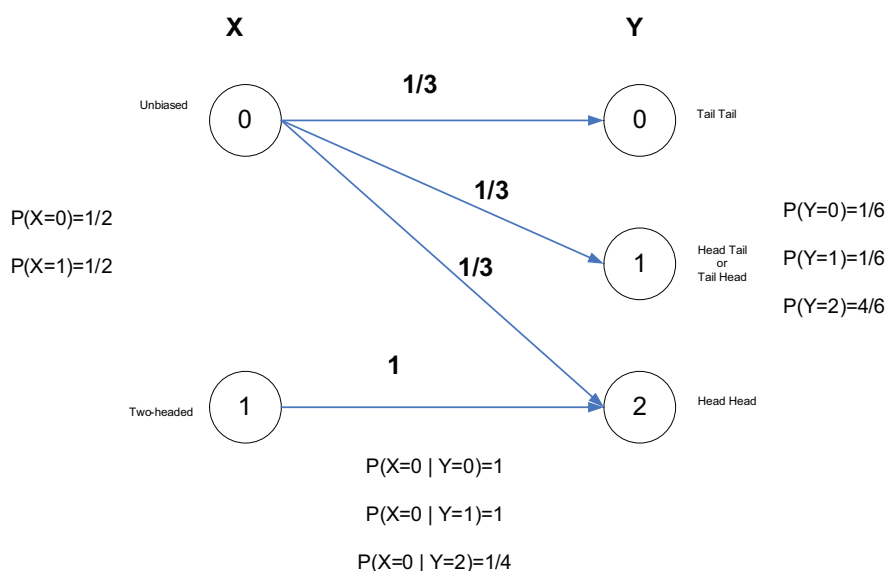 X
Y
1/3
Unbiased
0
0
Tail Tail
1/3
P(X=0)=1/2
P(X=1)=1/2
1/3
1
Head Tail
or
Tail Head
P(Y=0)=1/6
P(Y=1)=1/6
P(Y=2)=4/6
1
Two-headed
1
2
Head Head
P(X=0 | Y=0)=1
P(X=0 | Y=1)=1
P(X=0 | Y=2)=1/4